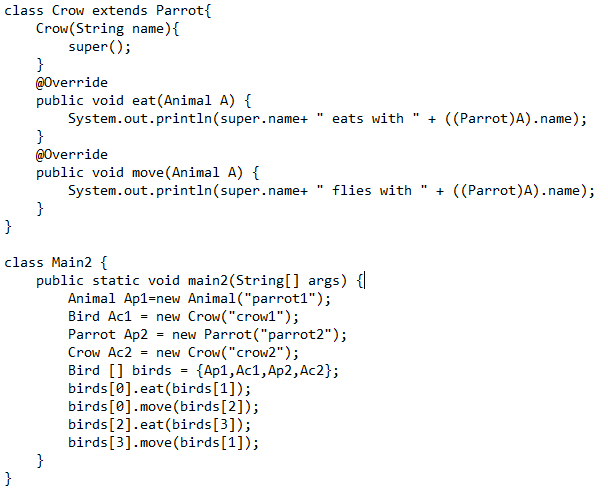 class Crow extends Parrot{
    Crow(String name){
        super();
    }
    @Override
    public void eat(Animal A) {
        System.out.println(super.name+ " eats with " + ((Parrot)A).name);
    }
    @Override
    public void move(Animal A) {
        System.out.println(super.name+ " flies with " + ((Parrot)A).name);
    }
}

class Main2 {
    public static void main2(String[] args) {
        Animal Ap1=new Animal("parrot1");
        Bird Ac1 = new Crow("crow1");
        Parrot Ap2 = new Parrot("parrot2");
        Crow Ac2 = new Crow("crow2");
        Bird [] birds = {Ap1,Ac1,Ap2,Ac2};
        birds[0].eat(birds[1]);
        birds[0].move(birds[2]);
        birds[2].eat(birds[3]);
        birds[3].move(birds[1]);
    }
}